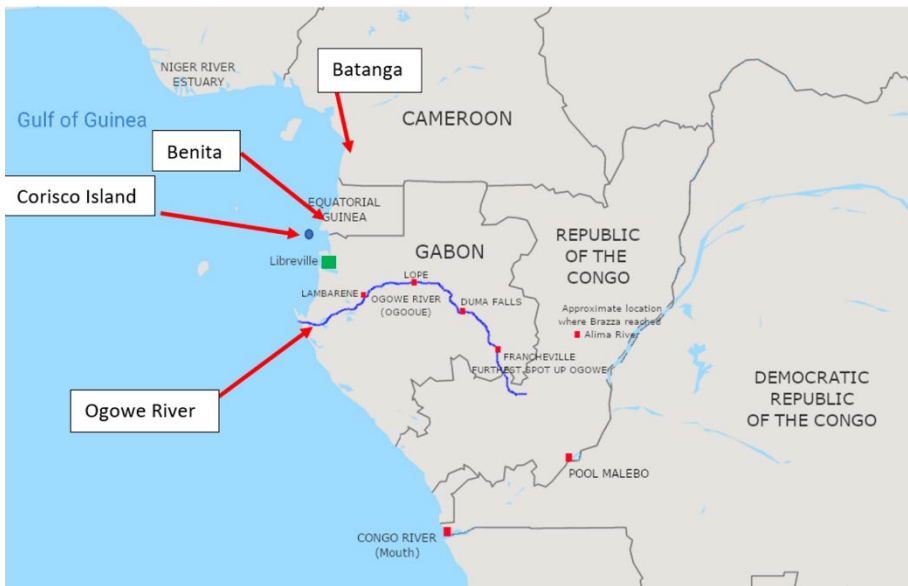 NIGER RIVER
ESTUARY
Batanga
Gulf of Guinea
CAMEROON
Benita
Corisco Island
EQUATORIAL
GUINEA
Libreville
GABON
REPUBLIC
OF THE
CONGO
LOPE
LAMBARENE
OGOWE RIVER
(OGOOUE)
DUMA FALLS
Approximate location
where Brazza reached
Alima River
FRANCHEVILLE
FURTHEST SPOT UP OGOWE
Ogowe River
DEMOCRATIC
REPUBLIC
OF THE CONGO
POOL MALEBO
CONGO RIVER
(Mouth)